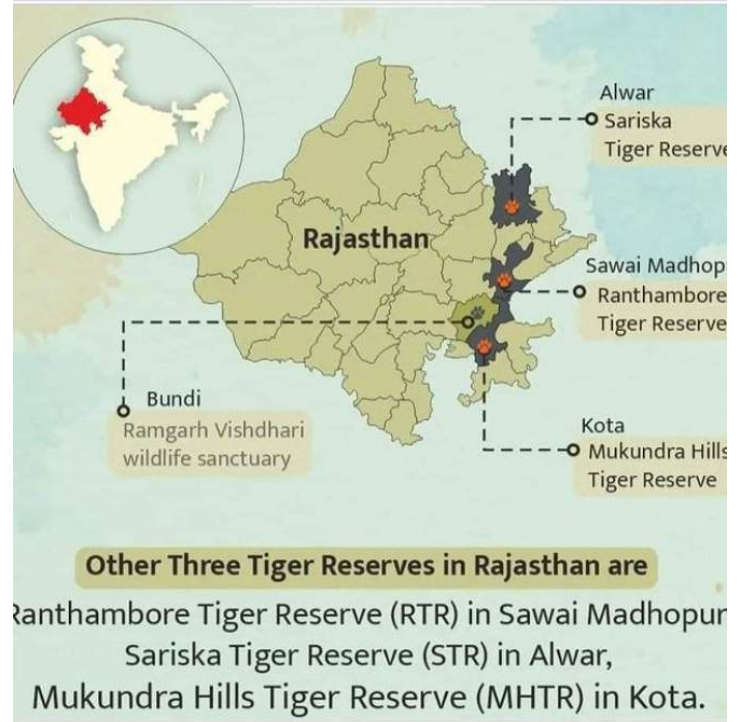 Alwar
Sariska
Tiger Reserve
Rajasthan
Sawai Madhop
Ranthambore
Tiger Reserve
Bundi
Ramgarh Vishdhari
wildlife sanctuary
Kota
Mukundra Hills
Tiger Reserve
Other Three Tiger Reserves in Rajasthan are
Ranthambore Tiger Reserve (RTR) in Sawai Madhopur
Sariska Tiger Reserve (STR) in Alwar,
Mukundra Hills Tiger Reserve (MHTR) in Kota.